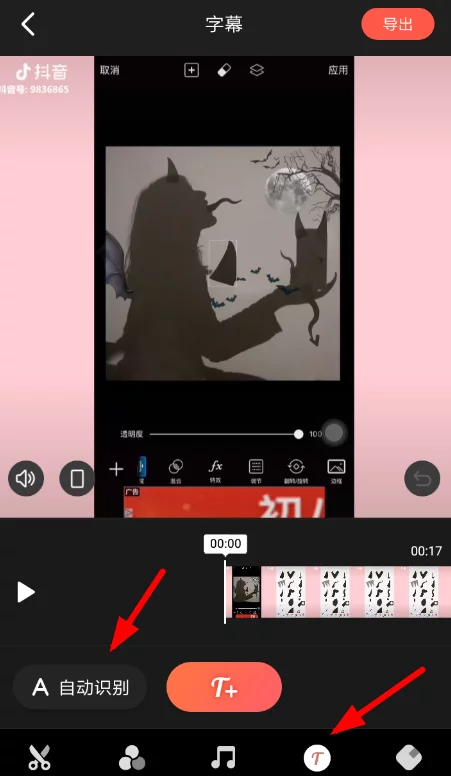 字幕
导出
抖音
抖音号: 9836865
取消
应用
透明度
100
混合
fx
特效
调节
翻转/旋转
边框
广告
初
00:00
00:17
A 自动识别
T+
T